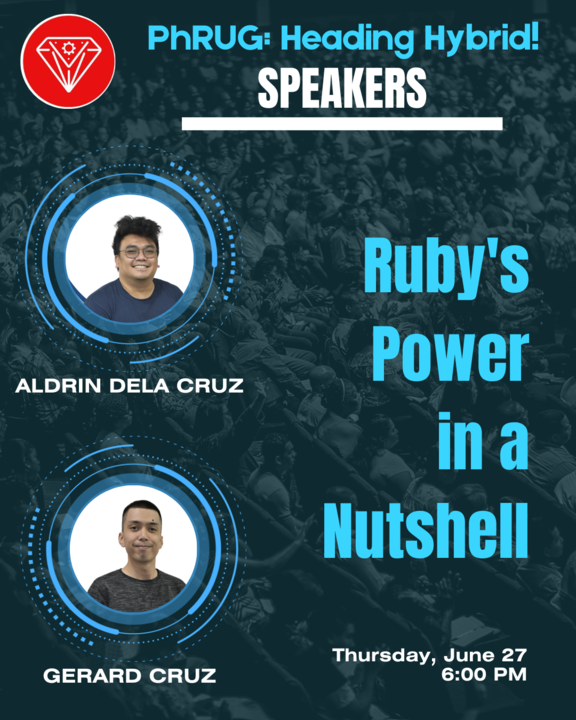 PhRUG: Heading Hybrid!
SPEAKERS
ALDRIN DELA CRUZ
Ruby's
Power
in a
Nutshell
GERARD CRUZ
Thursday, June 27
6:00 PM